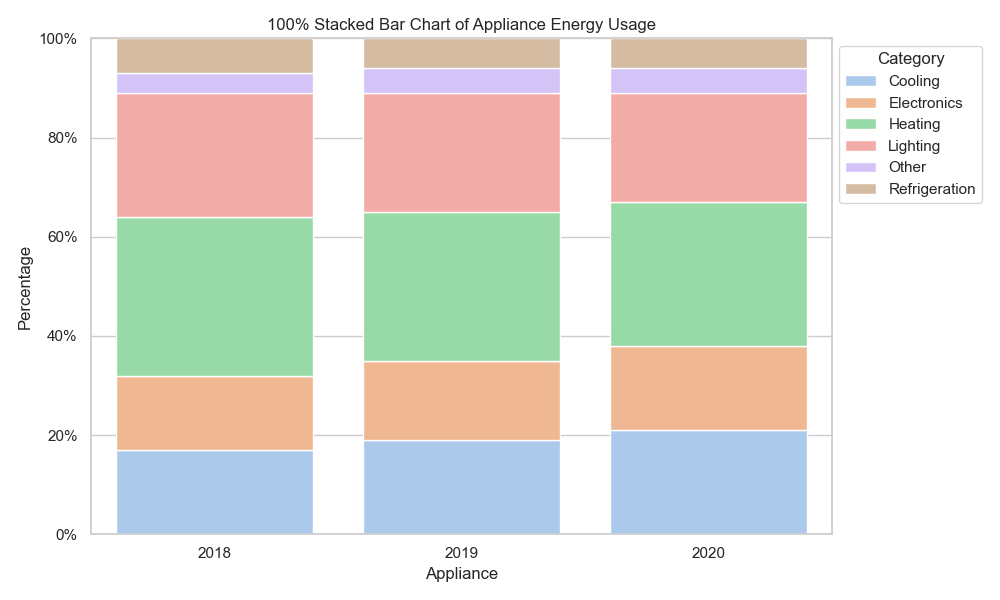 100% Stacked Bar Chart of Appliance Energy Usage
100%
80%
60%
40%
20%
0%
Percentage
2018
2019
2020
Appliance
Category
Cooling
Electronics
Heating
Lighting
Other
Refrigeration